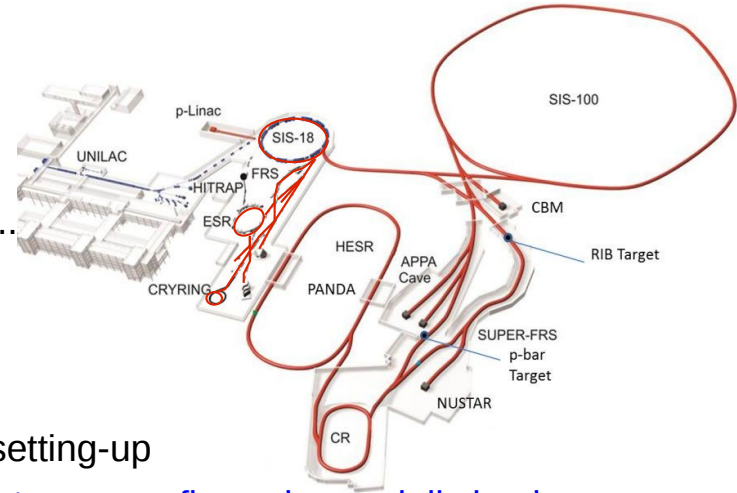 SIS-100
p-Linac
SIS-18
UNILAC
FRS
HITRAP
CBM
ESR
..
RIB Target
HESR
APPA
Cave
CRYRING
PANDA
SUPER-FRS
p-bar
Target
NUSTAR
CR
setting-up